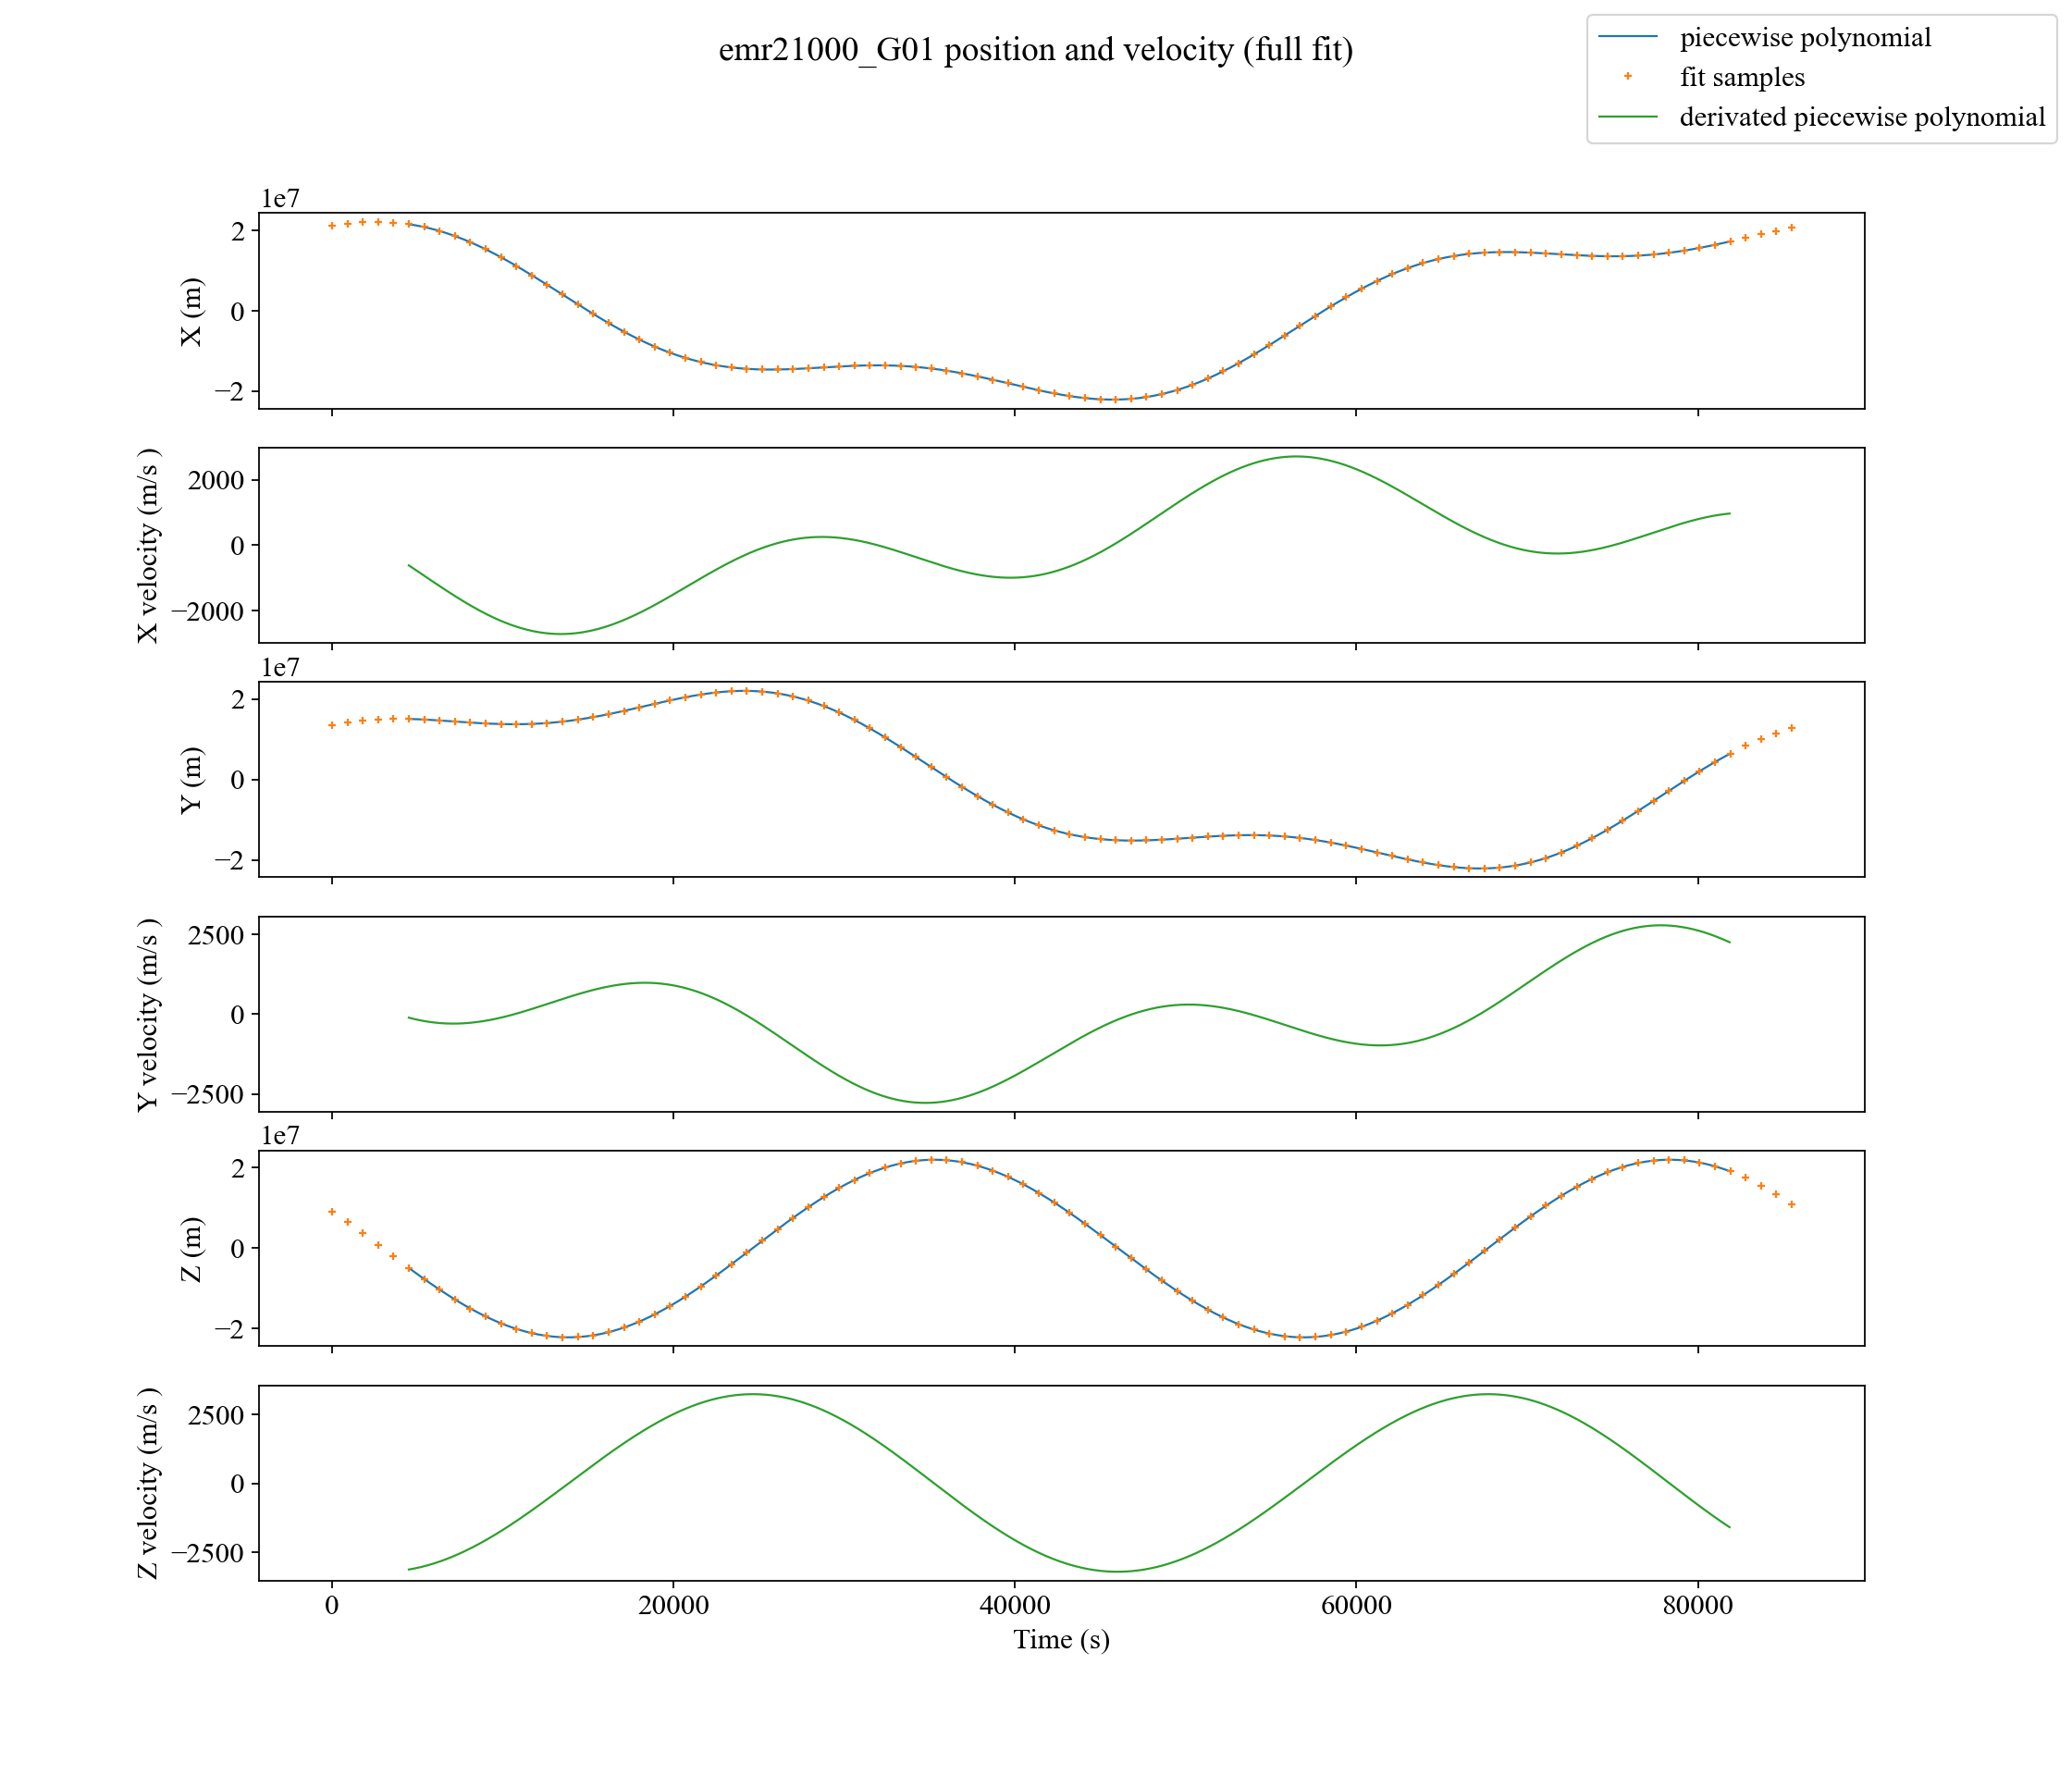 emr21000_G01 position and velocity (full fit)
piecewise polynomial
fit samples
derivated piecewise polynomial
1e7
2
0
−2
X (m)
2000
0
−2000
X velocity (m/s )
1e7
2
0
−2
Y (m)
2500
0
−2500
Y velocity (m/s )
1e7
2
0
−2
Z (m)
2500
0
−2500
Z velocity (m/s )
0 20000 40000 60000 80000
Time (s)